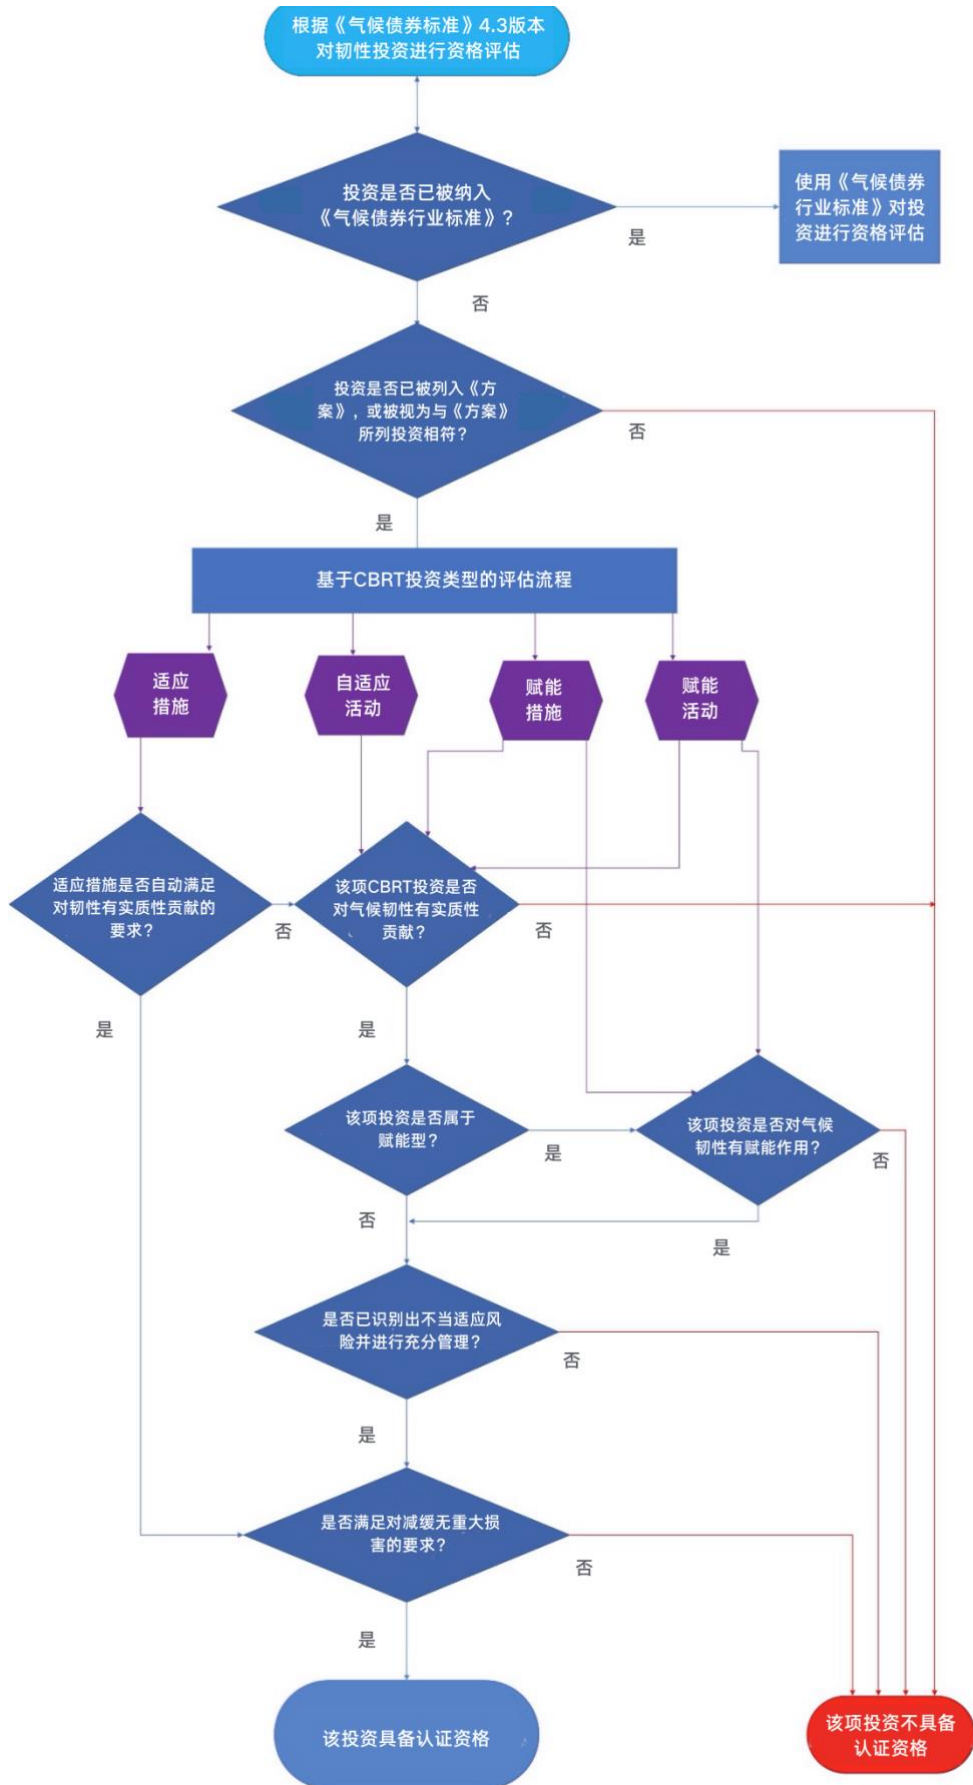 根据《气候债券标准》4.3版本
对韧性投资进行资格评估
投资是否已被纳入
《气候债券行业标准》？
使用《气候债券
行业标准》对投
资进行资格评估
是
否
投资是否已被列入《方
案》，或被视为与《方案》
所列投资相符？
否
是
基于CBRT投资类型的评估流程
适应
措施
自适应
活动
赋能
措施
赋能
活动
适应措施是否自动满足
对韧性有实质性贡献的
要求？
否
该项CBRT投资是否
对气候韧性有实质性
贡献？
否
是
是
该项投资是否属于
赋能型？
是
该项投资是否对气候
韧性有赋能作用？
否
否
是
是否已识别出不当适应风
险并进行充分管理？
否
是
是否满足对减缓无重大损
害的要求？
否
是
该投资具备认证资格
该项投资不具备
认证资格